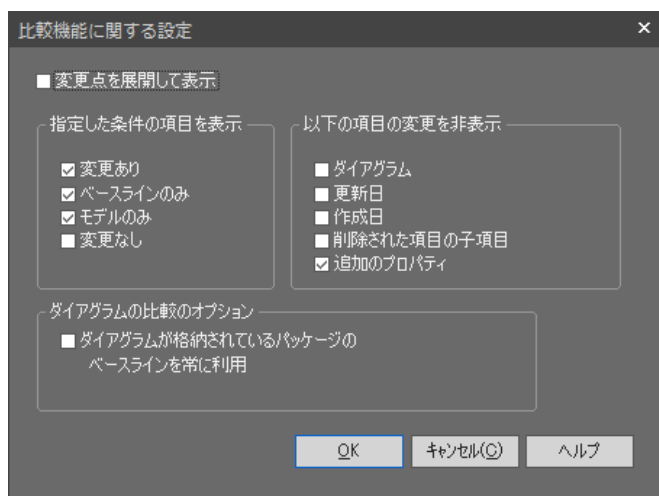 比較機能に関する設定
変更点を展開して表示
指定した条件の項目を表示
変更あり
ベースラインのみ
モデルのみ
変更なし
以下の項目の変更を非表示
ダイアグラム
更新日
作成日
削除された項目の子項目
追加のプロパティ
ダイアグラムの比較のオプション
ダイアグラムが格納されているパッケージの
ベースラインを常に利用
OK
キャンセル(C)
ヘルプ